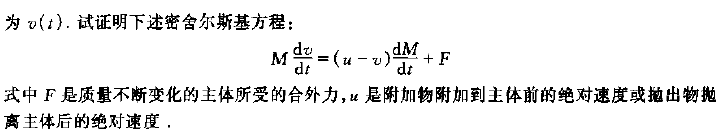 为 v(t). 试证明下述密舍尔斯基方程:
M dv/dt = (u - v) dM/dt + F
式中 F 是质量不断变化的主体所受的合外力,u 是附加物附加到主体前的绝对速度或抛出物抛
离主体后的绝对速度.